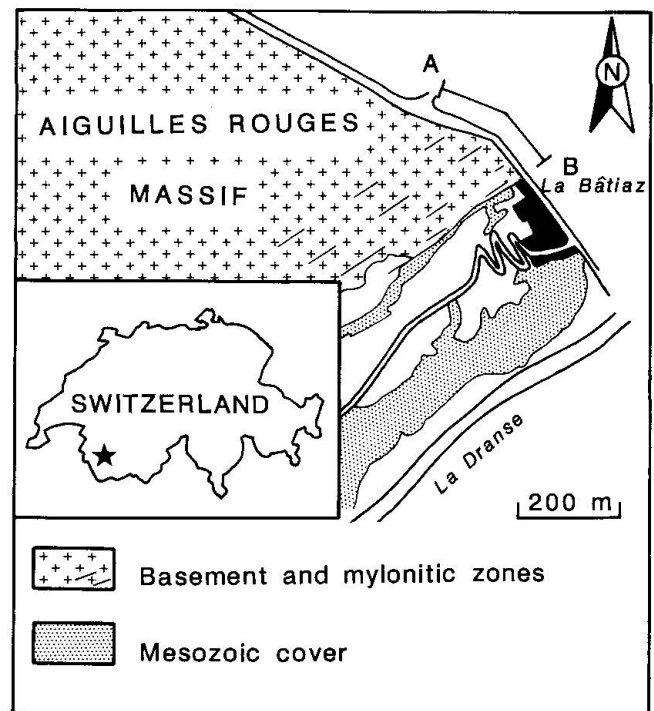 A
N
AIGUILLES ROUGES
MASSIF
B
La Bâtiaz
SWITZERLAND
La Dranse
200 m
Basement and mylonitic zones
Mesozoic cover